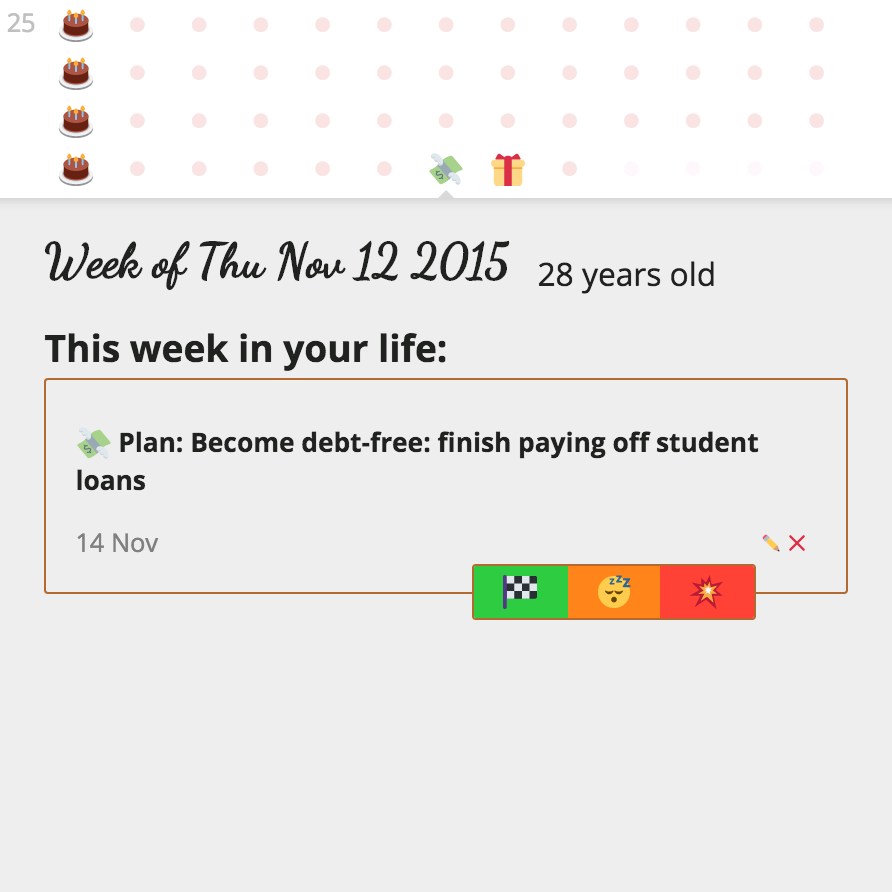 25
Week of Thu Nov 12 2015 28 years old
This week in your life:
Plan: Become debt-free: finish paying off student
loans
14 Nov